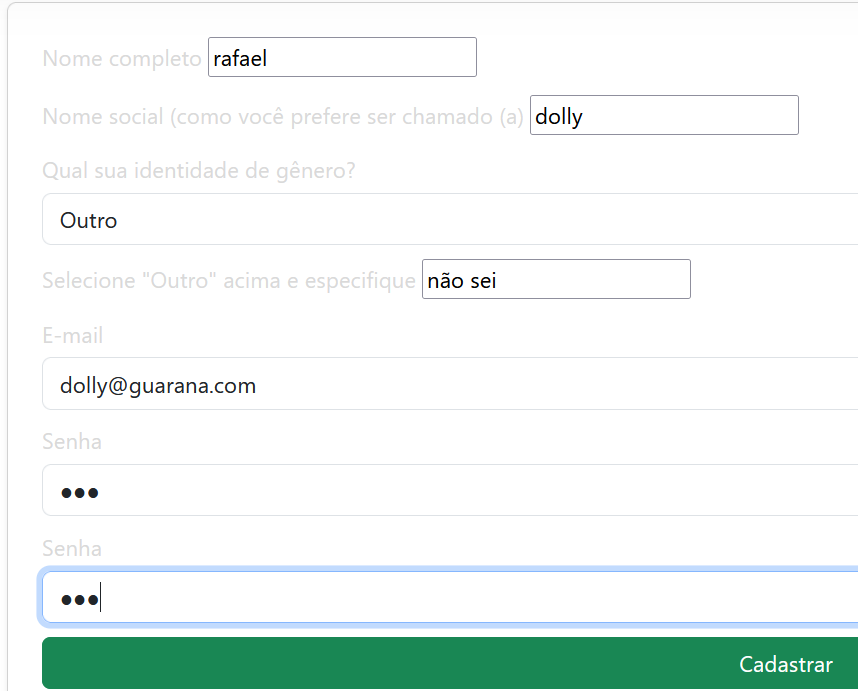 Nome completo rafael
Nome social (como você prefere ser chamado (a) dolly
Qual sua identidade de gênero?
Outro
Selecione "Outro" acima e especifique não sei
E-mail
dolly@guarana.com
Senha
●●●
Senha
●●●
Cadastrar